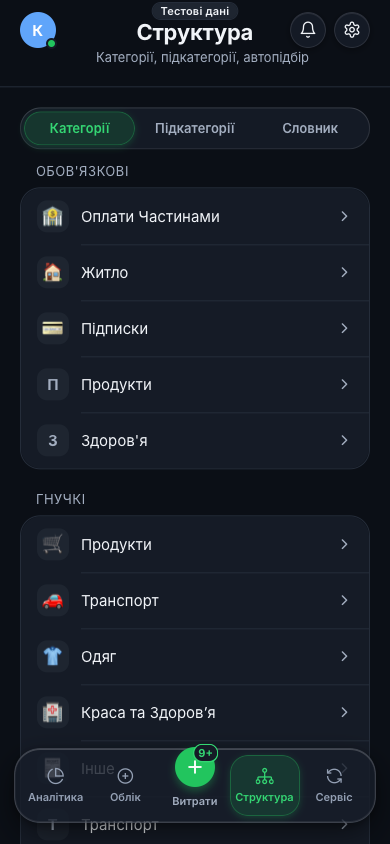 Тестові дані
К
Структура
Категорії, підкатегорії, автопідбір
Категорії
Підкатегорії
Словник
ОБОВ'ЯЗКОВІ
Оплати Частинами
Житло
Підписки
П
Продукти
З
Здоров'я
ГНУЧКІ
Продукти
Транспорт
Одяг
Краса та Здоров’я
Інше
9+
Аналітика
Облік
Витрати
Структура
Сервіс
Т
Транспорт